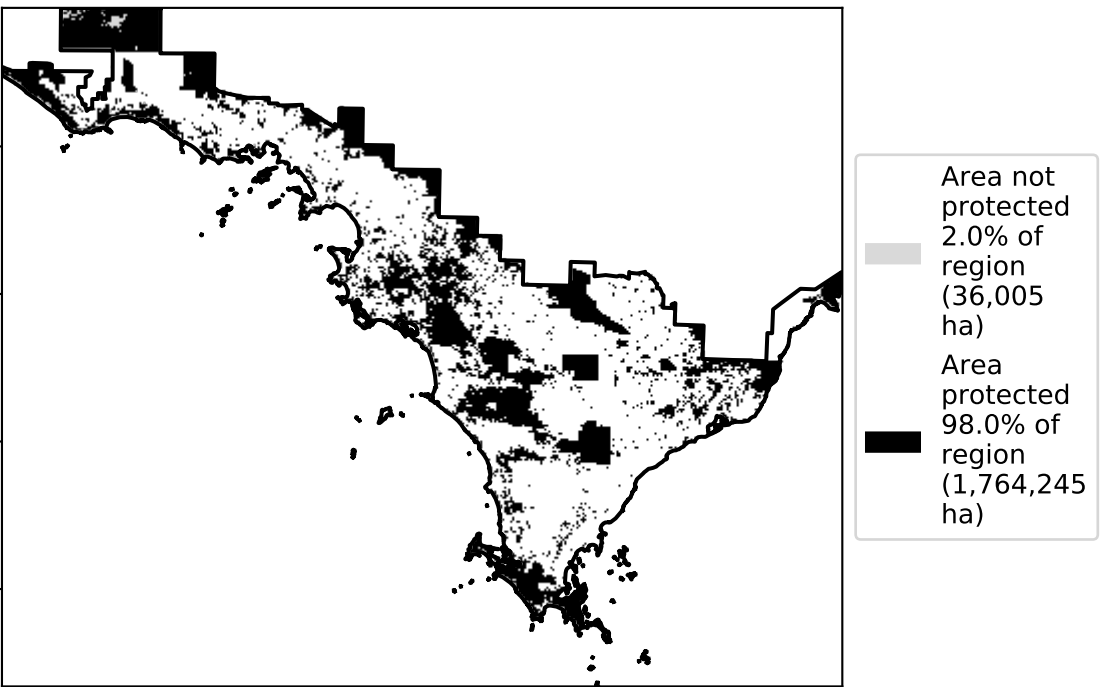 Area not
protected
2.0% of
region
(36,005
ha)
Area
protected
98.0% of
region
(1,764,245
ha)